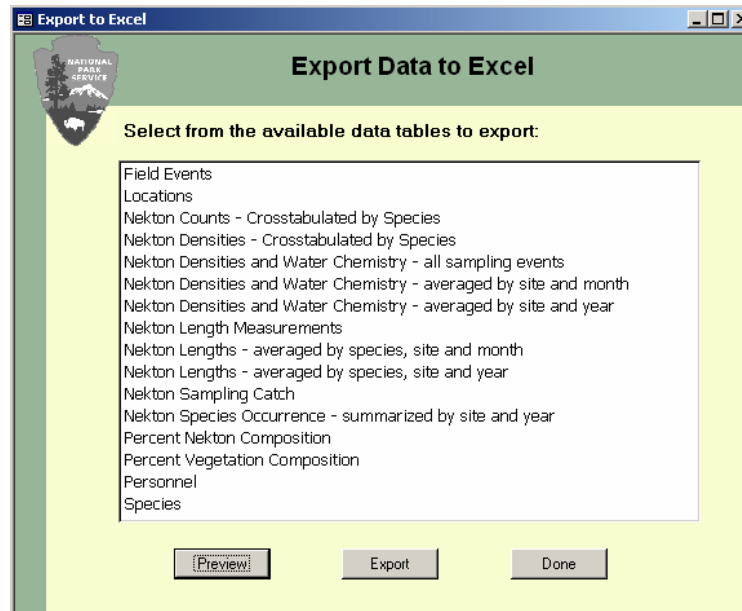 Export to Excel
NATIONAL
PARK
SERVICE
Export Data to Excel
Select from the available data tables to export:
Field Events
Locations
Nekton Counts - Crosstabulated by Species
Nekton Densities - Crosstabulated by Species
Nekton Densities and Water Chemistry - all sampling events
Nekton Densities and Water Chemistry - averaged by site and month
Nekton Densities and Water Chemistry - averaged by site and year
Nekton Length Measurements
Nekton Lengths - averaged by species, site and month
Nekton Lengths - averaged by species, site and year
Nekton Sampling Catch
Nekton Species Occurrence - summarized by site and year
Percent Nekton Composition
Percent Vegetation Composition
Personnel
Species
Preview Export Done